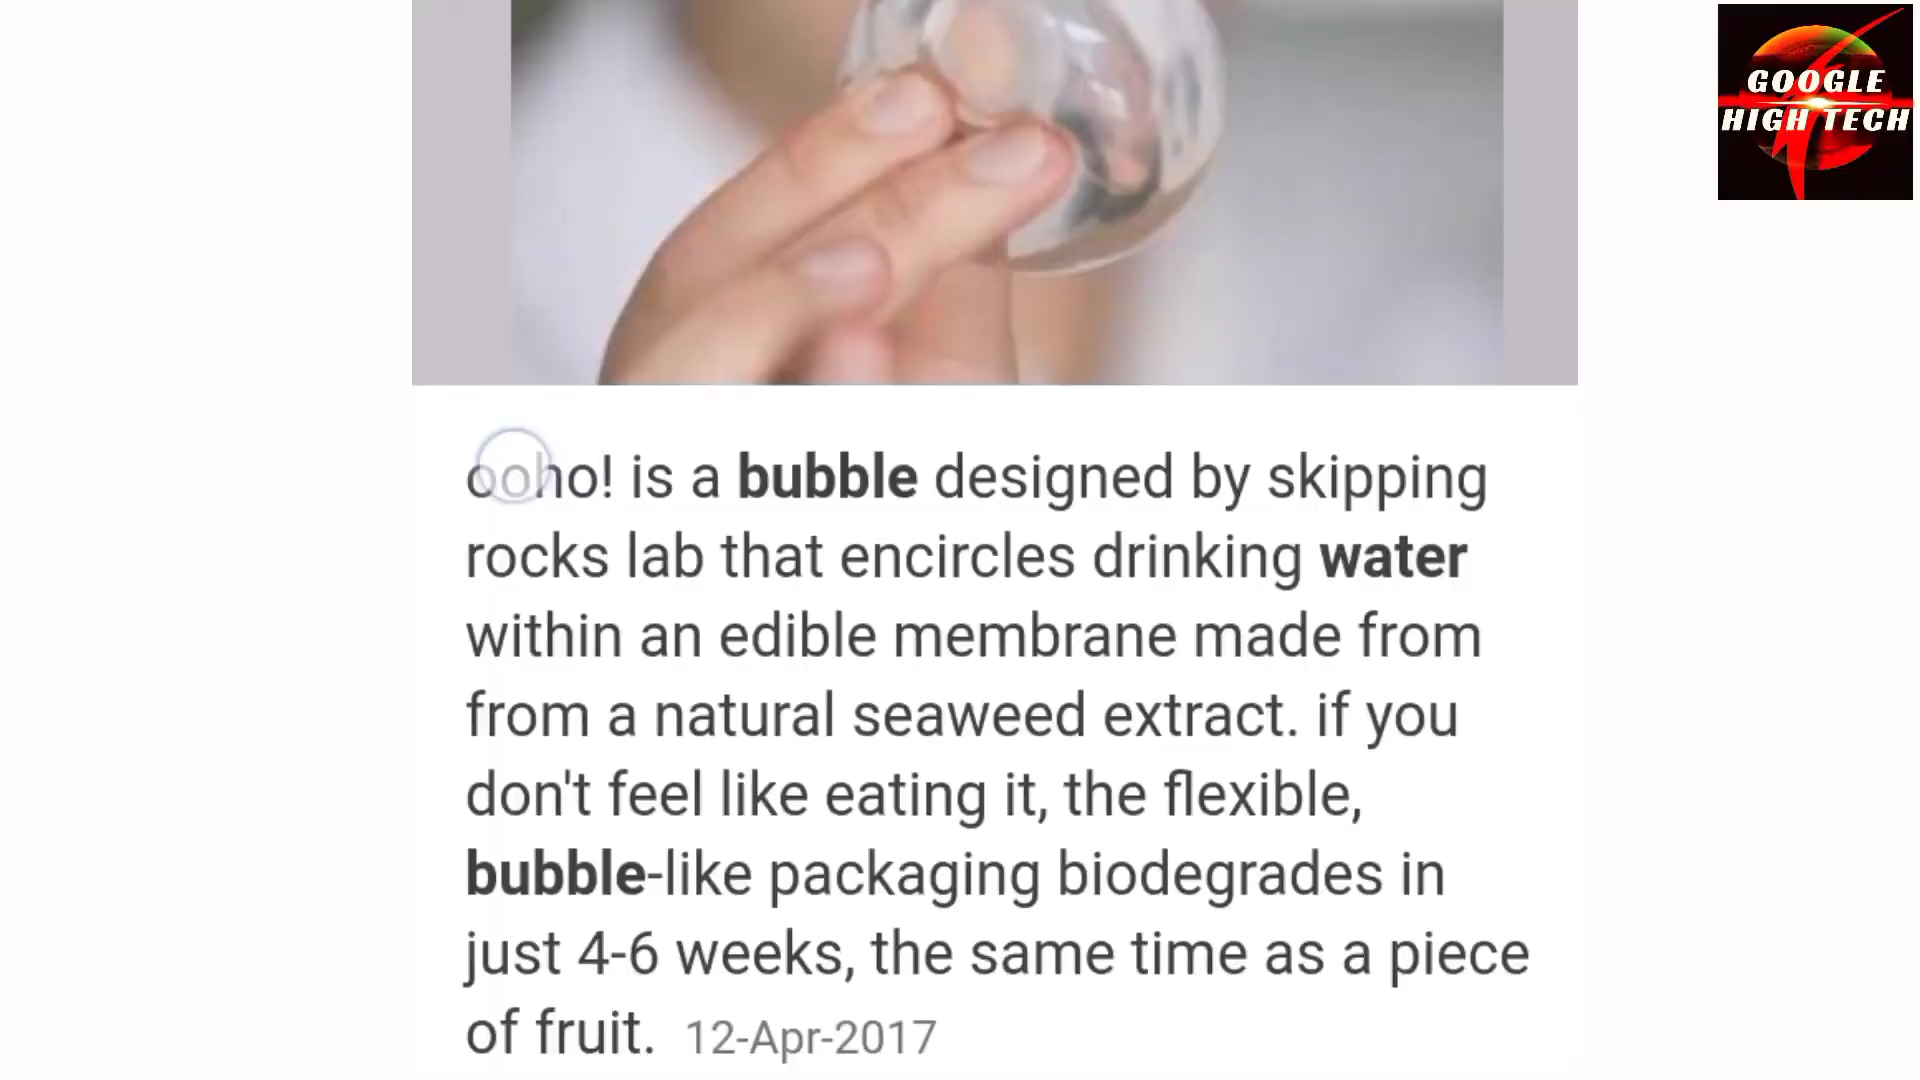 GOOGLE
HIGH TECH
ooho! is a bubble designed by skipping
rocks lab that encircles drinking water
within an edible membrane made from
from a natural seaweed extract. if you
don't feel like eating it, the flexible,
bubble-like packaging biodegrades in
just 4-6 weeks, the same time as a piece
of fruit. 12-Apr-2017